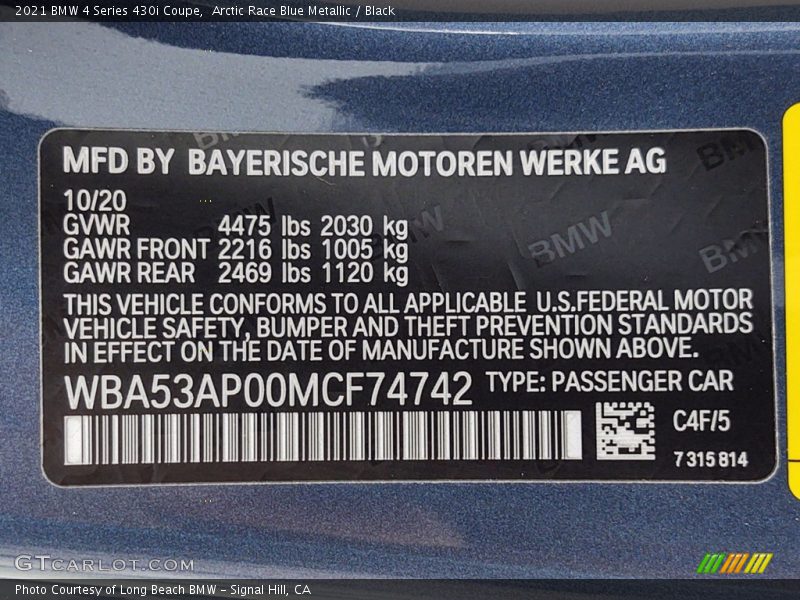 2021 BMW 4 Series 430i Coupe,  Arctic Race Blue Metallic / Black
MFD BY BAYERISCHE MOTOREN WERKE AG
10/20
GVWR 4475 lbs 2030 kg
GAWR FRONT 2216 lbs 1005 kg
GAWR REAR 2469 lbs 1120 kg
THIS VEHICLE CONFORMS TO ALL APPLICABLE U.S.FEDERAL MOTOR
VEHICLE SAFETY, BUMPER AND THEFT PREVENTION STANDARDS
IN EFFECT ON THE DATE OF MANUFACTURE SHOWN ABOVE.
WBA53AP00MCF74742 TYPE: PASSENGER CAR
C4F/5
7315814
BMW
BMW
BMW
GTCARLOT.COM
Photo Courtesy of Long Beach BMW - Signal Hill, CA